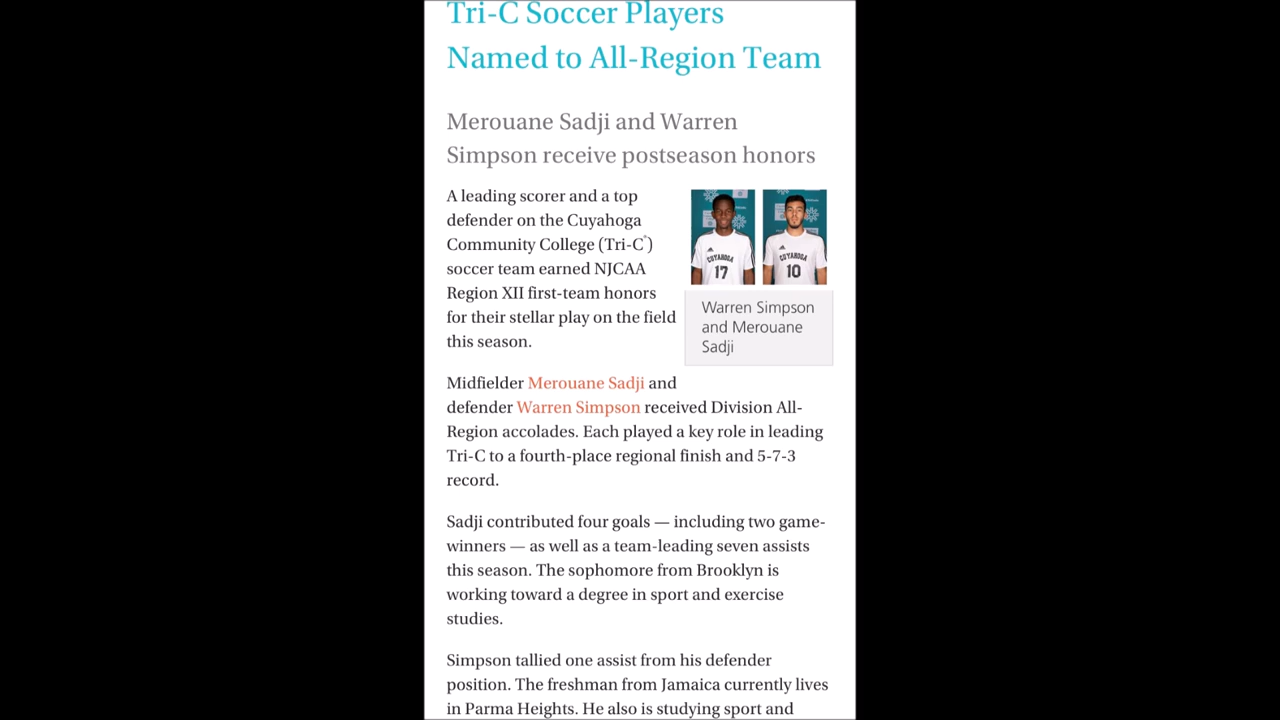 Tri-C Soccer Players
Named to All-Region Team
Merouane Sadji and Warren
Simpson receive postseason honors
A leading scorer and a top
defender on the Cuyahoga
Community College (Tri-C®)
soccer team earned NJCAA
Region XII first-team honors
for their stellar play on the field
this season.
CUYAHOGA
17
CUYAHOGA
10
Warren Simpson
and Merouane
Sadji
Midfielder Merouane Sadji and
defender Warren Simpson received Division All-
Region accolades. Each played a key role in leading
Tri-C to a fourth-place regional finish and 5-7-3
record.
Sadji contributed four goals — including two game-
winners — as well as a team-leading seven assists
this season. The sophomore from Brooklyn is
working toward a degree in sport and exercise
studies.
Simpson tallied one assist from his defender
position. The freshman from Jamaica currently lives
in Parma Heights. He also is studying sport and